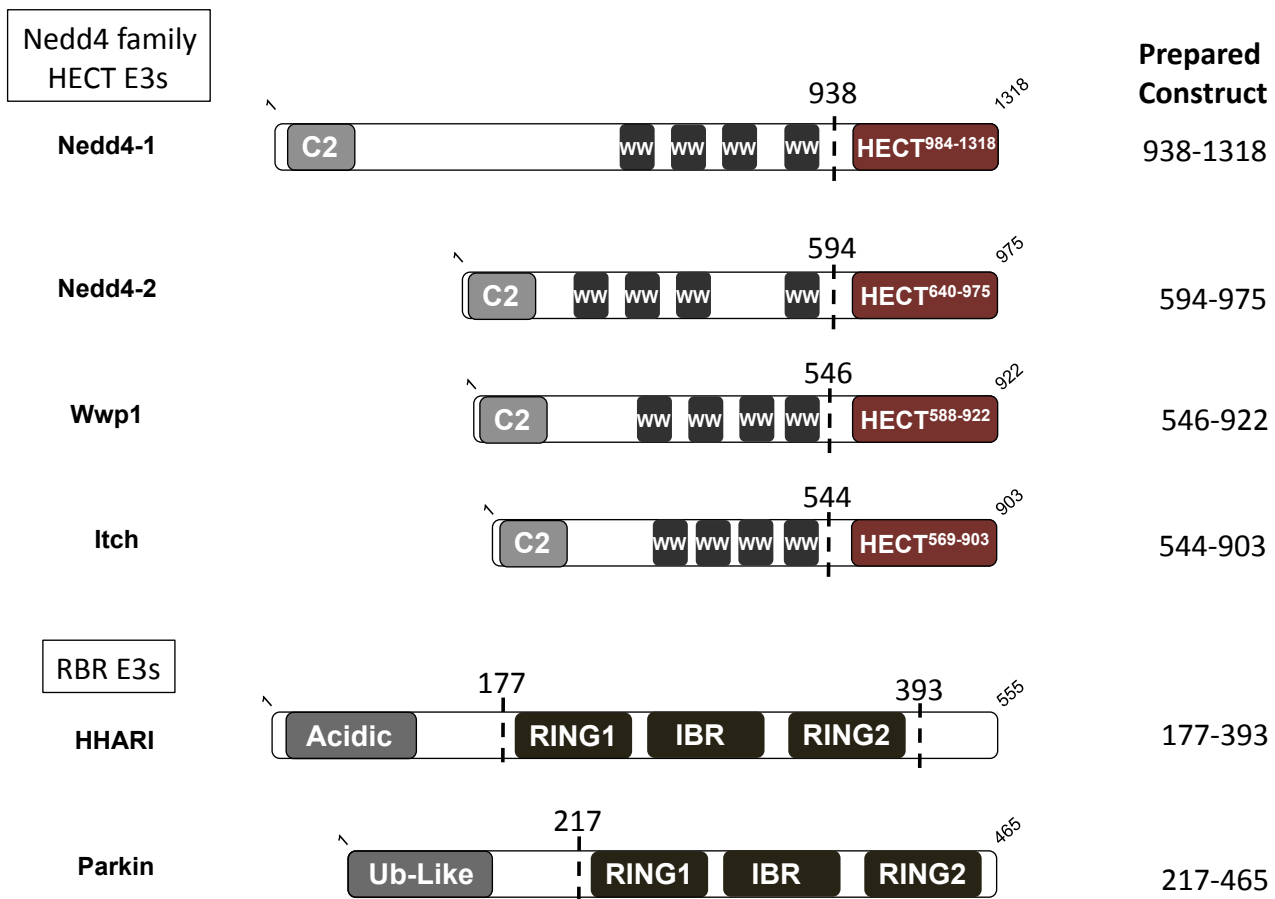 Nedd4 family
HECT E3s
Prepared
Construct
Nedd4-1
1
C2
WW
WW
WW
WW
938
HECT984-1318
1318
938-1318
Nedd4-2
1
C2
WW
WW
WW
WW
594
HECT640-975
975
594-975
Wwp1
1
C2
WW
WW
WW
WW
546
HECT588-922
922
546-922
Itch
1
C2
WW
WW
WW
WW
544
HECT569-903
903
544-903
RBR E3s
HHARI
1
Acidic
177
RING1
IBR
RING2
393
555
177-393
Parkin
1
Ub-Like
217
RING1
IBR
RING2
465
217-465